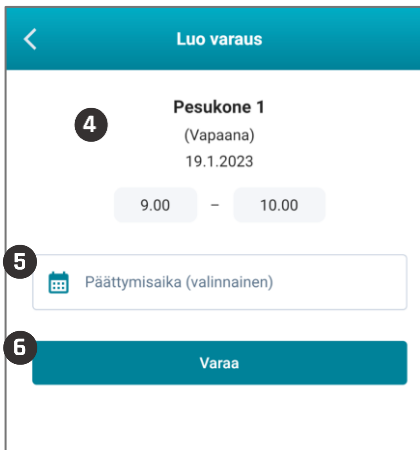 Luo varaus
4
Pesukone 1
(Vapaana)
19.1.2023
9.00 – 10.00
5
Päättymisaika (valinnainen)
6
Varaa